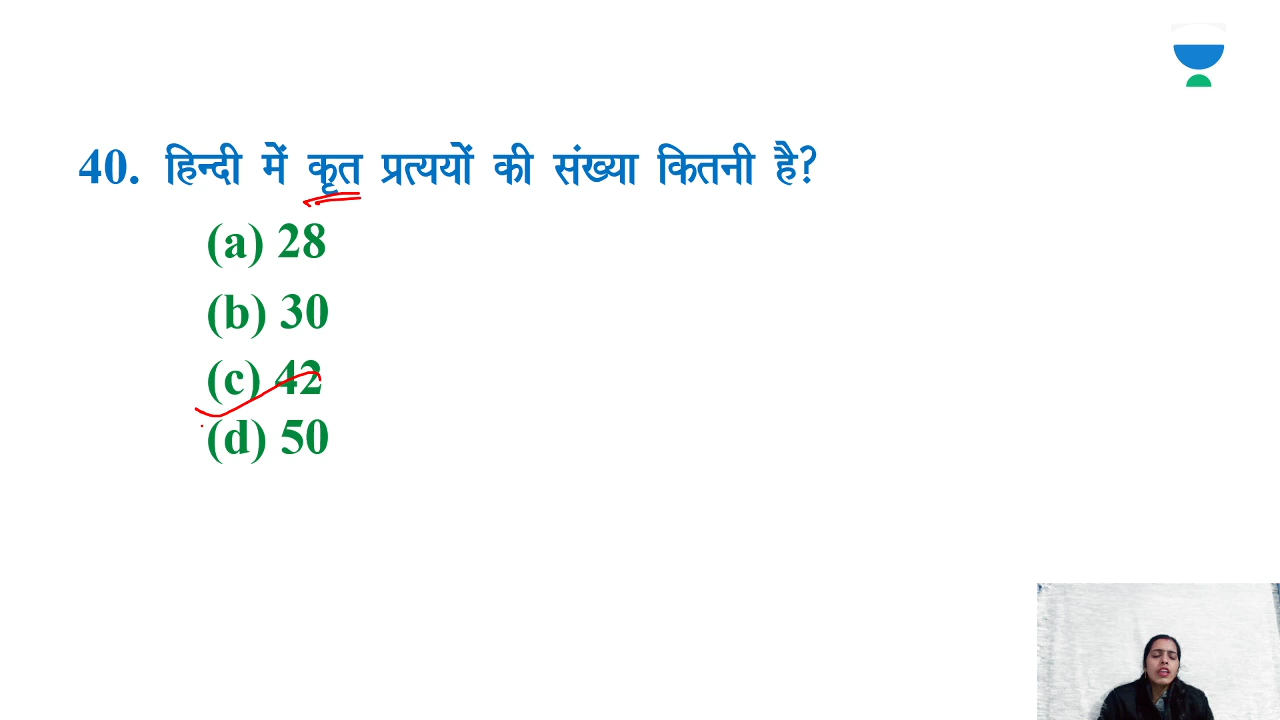 40. हिन्दी में कृत प्रत्ययों की संख्या कितनी है?
(a) 28
(b) 30
(c) 42
(d) 50